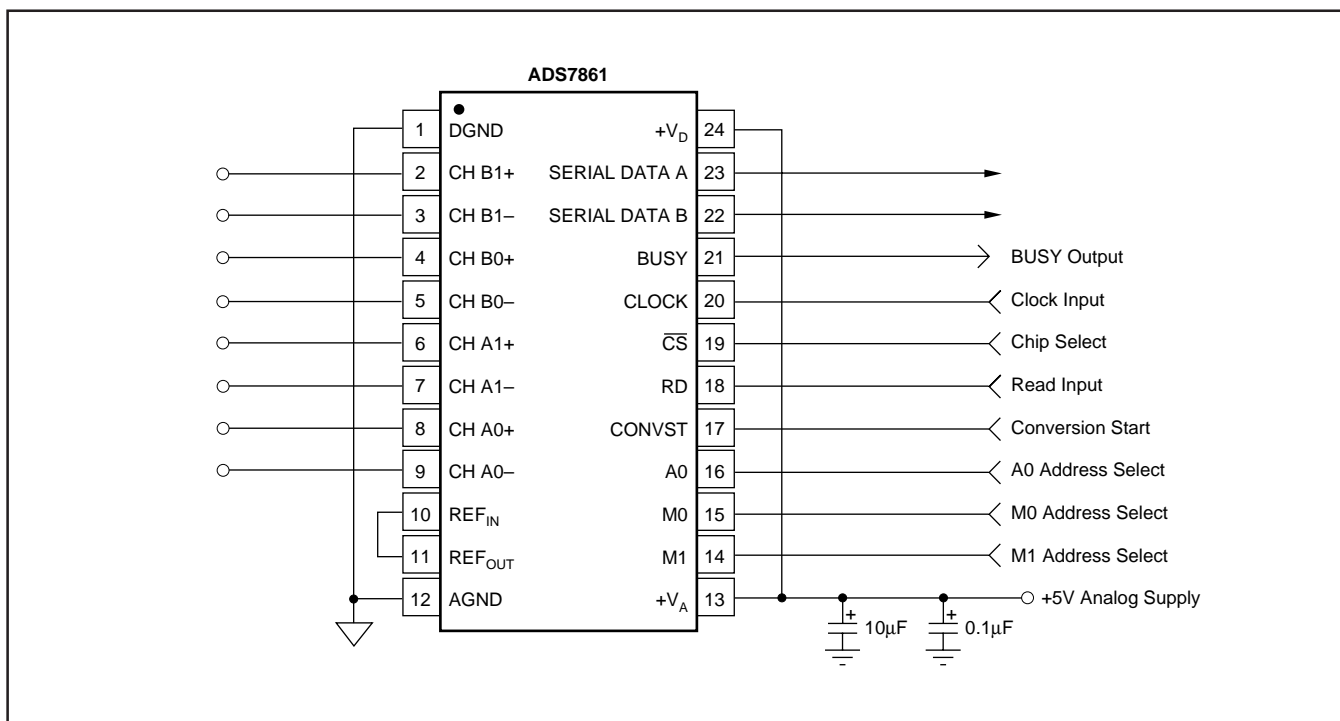 ADS7861
1 DGND +VD 24
2 CH B1+ SERIAL DATA A 23
3 CH B1– SERIAL DATA B 22
4 CH B0+ BUSY 21 BUSY Output
5 CH B0– CLOCK 20 Clock Input
6 CH A1+ CS 19 Chip Select
7 CH A1– RD 18 Read Input
8 CH A0+ CONVST 17 Conversion Start
9 CH A0– A0 16 A0 Address Select
10 REFIN M0 15 M0 Address Select
11 REFOUT M1 14 M1 Address Select
12 AGND +VA 13 +5V Analog Supply
+ 10µF + 0.1µF